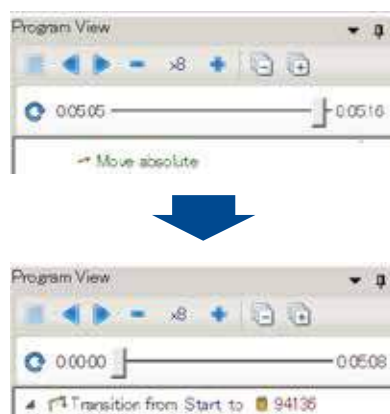 Program View
x8
0:05:05 0:05:16
Move absolute
Program View
x8
0:00:00 0:05:08
Transition from Start to 94136